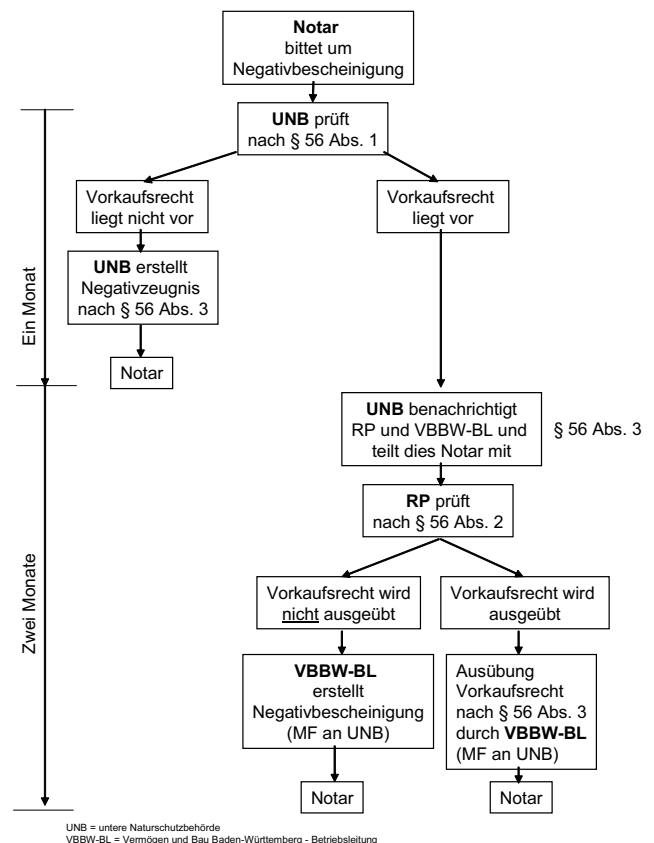 Notar
bittet um
Negativbescheinigung
UNB prüft
nach § 56 Abs. 1
Vorkaufsrecht
liegt nicht vor
Vorkaufsrecht
liegt vor
UNB erstellt
Negativzeugnis
nach § 56 Abs. 3
Ein Monat
Notar
UNB benachrichtigt
RP und VBBW-BL und
teilt dies Notar mit
§ 56 Abs. 3
RP prüft
nach § 56 Abs. 2
Zwei Monate
Vorkaufsrecht wird
nicht ausgeübt
Vorkaufsrecht wird
ausgeübt
VBBW-BL
erstellt
Negativbescheinigung
(MF an UNB)
Ausübung
Vorkaufsrecht
nach § 56 Abs. 3
durch VBBW-BL
(MF an UNB)
Notar
Notar
UNB = untere Naturschutzbehörde
VBBW-BL = Vermögen und Bau Baden-Württemberg - Betriebsleitung